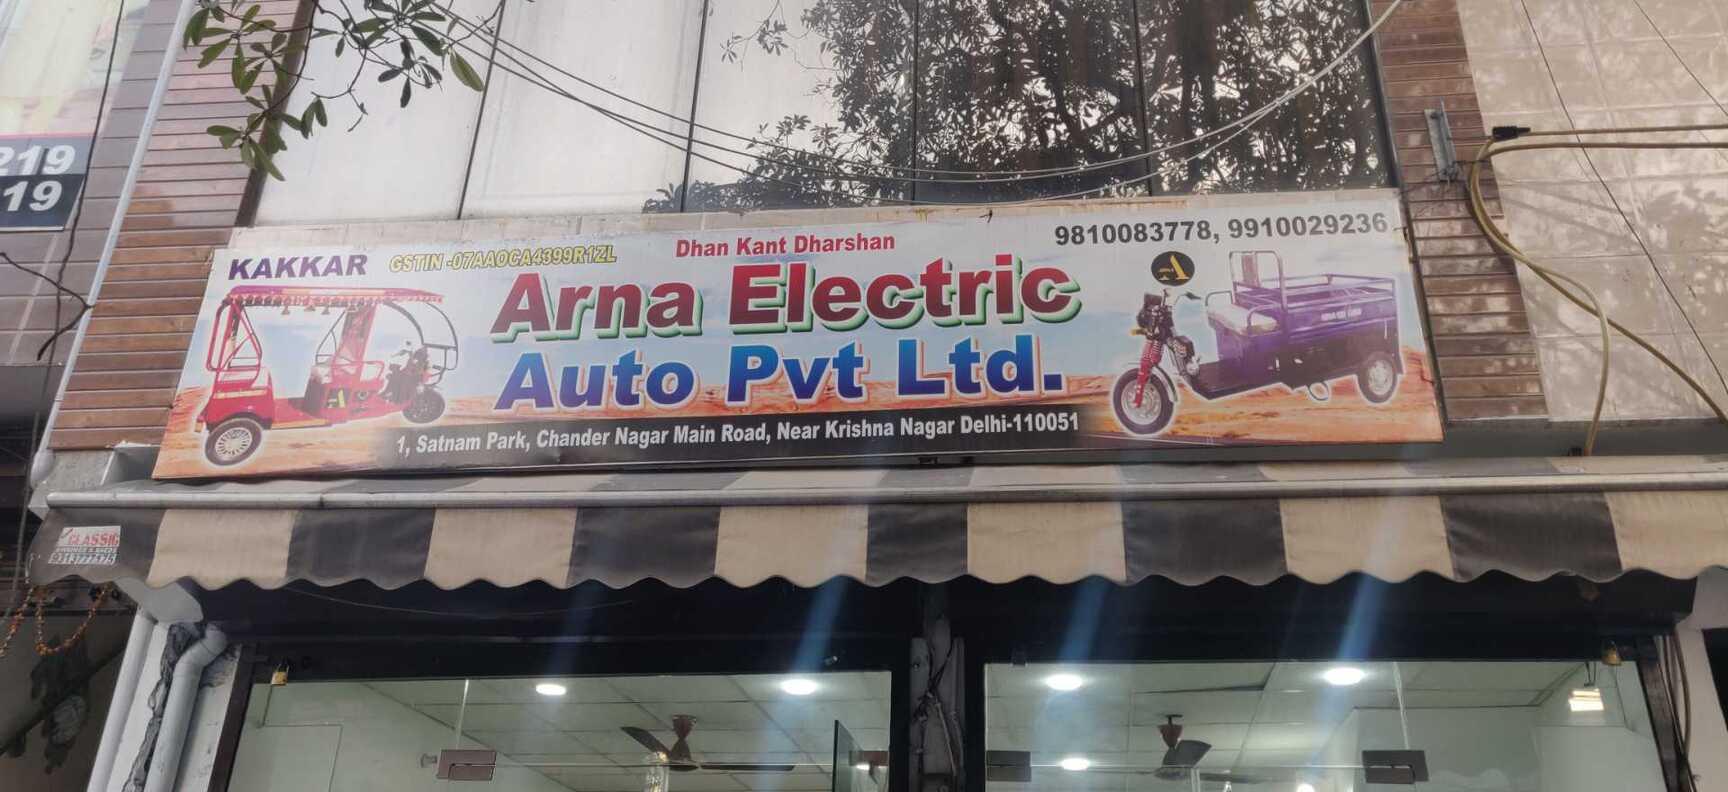 219
19
KAKKAR
GSTIN -07AAOCA4399R1ZL
Dhan Kant Dharshan
9810083778, 9910029236
Arna Electric
Auto Pvt Ltd.
A
1, Satnam Park, Chander Nagar Main Road, Near Krishna Nagar Delhi-110051
CLASSIC